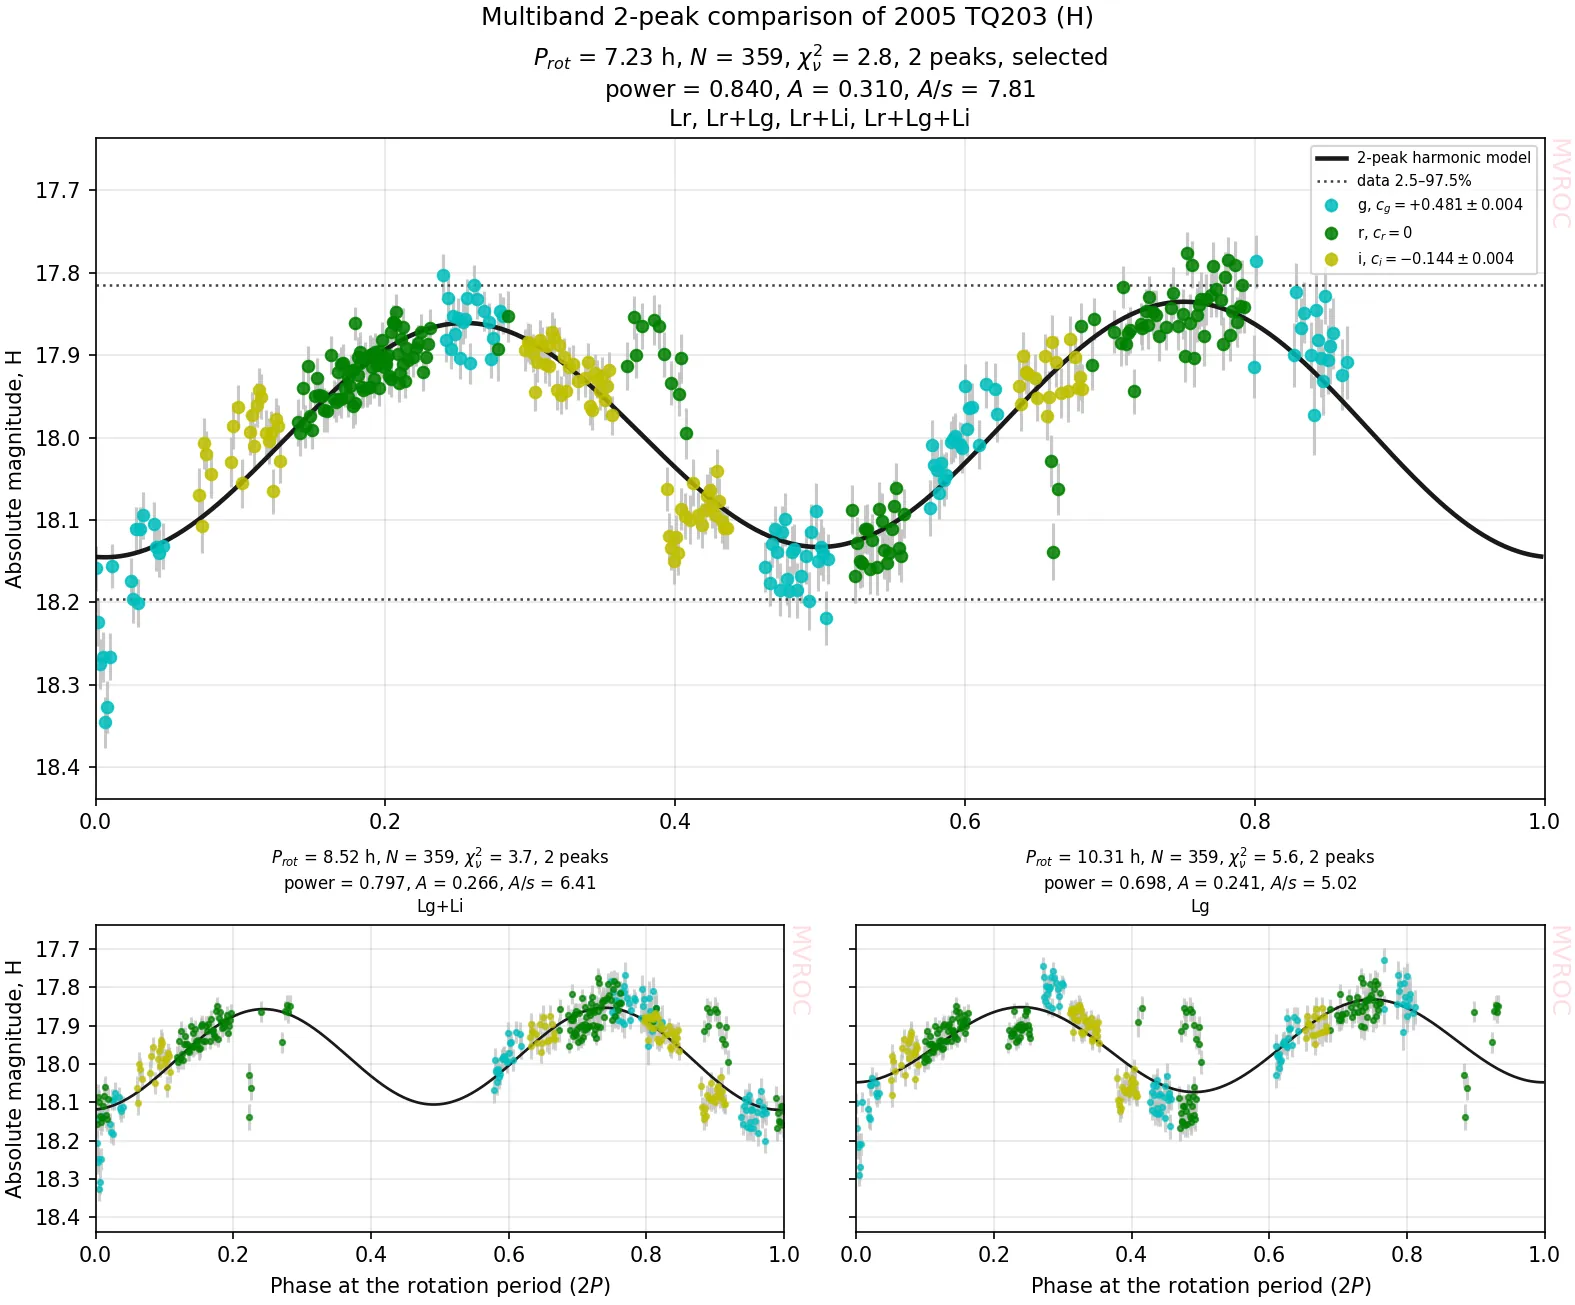 Multiband 2-peak comparison of 2005 TQ203 (H)
P_rot = 7.23 h, N = 359, χ²_ν = 2.8, 2 peaks, selected
power = 0.840, A = 0.310, A/s = 7.81
Lr, Lr+Lg, Lr+Li, Lr+Lg+Li
MVROC
2-peak harmonic model
data 2.5–97.5%
g, c_g = +0.481 ± 0.004
r, c_r = 0
i, c_i = −0.144 ± 0.004
Absolute magnitude, H
17.7
17.8
17.9
18.0
18.1
18.2
18.3
18.4
0.0 0.2 0.4 0.6 0.8 1.0
P_rot = 8.52 h, N = 359, χ²_ν = 3.7, 2 peaks
power = 0.797, A = 0.266, A/s = 6.41
Lg+Li
MVROC
Absolute magnitude, H
17.7
17.8
17.9
18.0
18.1
18.2
18.3
18.4
0.0 0.2 0.4 0.6 0.8 1.0
Phase at the rotation period (2P)
P_rot = 10.31 h, N = 359, χ²_ν = 5.6, 2 peaks
power = 0.698, A = 0.241, A/s = 5.02
Lg
MVROC
0.0 0.2 0.4 0.6 0.8 1.0
Phase at the rotation period (2P)